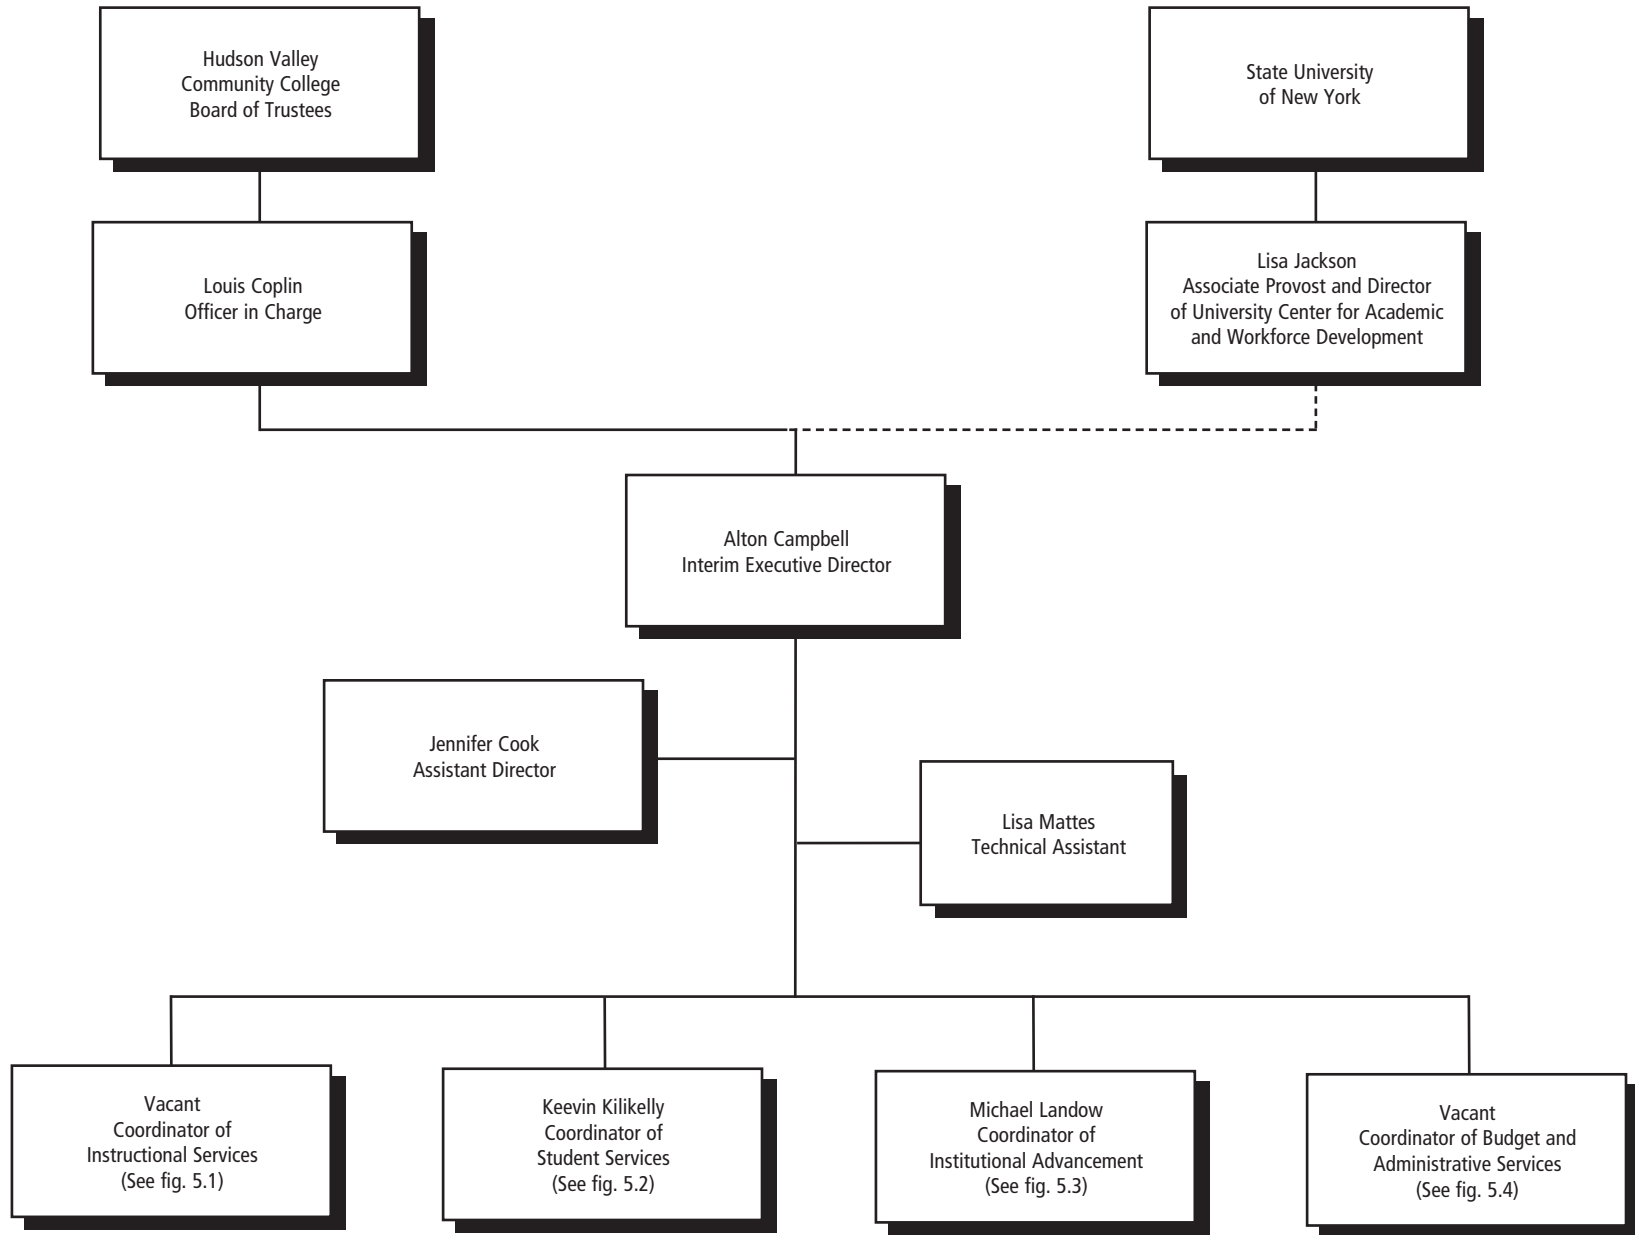 Hudson Valley
Community College
Board of Trustees
State University
of New York
Louis Coplin
Officer in Charge
Lisa Jackson
Associate Provost and Director
of University Center for Academic
and Workforce Development
Alton Campbell
Interim Executive Director
Jennifer Cook
Assistant Director
Lisa Mattes
Technical Assistant
Vacant
Coordinator of
Instructional Services
(See fig. 5.1)
Keevin Kilikelly
Coordinator of
Student Services
(See fig. 5.2)
Michael Landow
Coordinator of
Institutional Advancement
(See fig. 5.3)
Vacant
Coordinator of Budget and
Administrative Services
(See fig. 5.4)